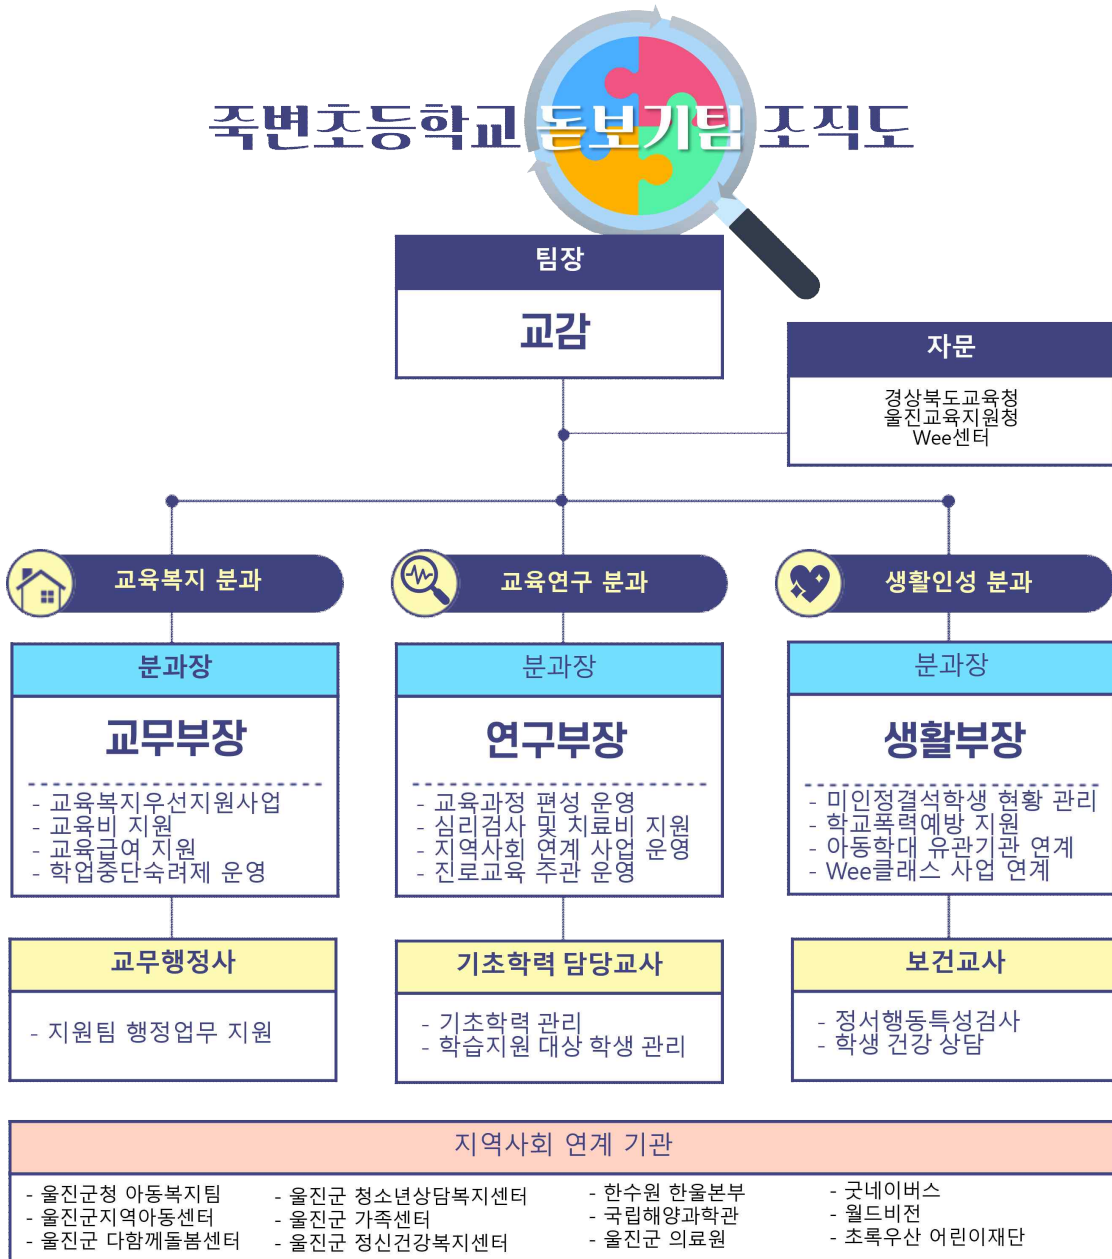 죽변초등학교 돋보기팀 조직도
팀장
교감
자문
경상북도교육청
울진교육지원청
Wee센터
교육복지 분과
교육연구 분과
생활인성 분과
분과장
교무부장
- 교육복지우선지원사업
- 교육비 지원
- 교육급여 지원
- 학업중단숙려제 운영
분과장
연구부장
- 교육과정 편성 운영
- 심리검사 및 치료비 지원
- 지역사회 연계 사업 운영
- 진로교육 주관 운영
분과장
생활부장
- 미인정결석학생 현황 관리
- 학교폭력예방 지원
- 아동학대 유관기관 연계
- Wee클래스 사업 연계
교무행정사
- 지원팀 행정업무 지원
기초학력 담당교사
- 기초학력 관리
- 학습지원 대상 학생 관리
보건교사
- 정서행동특성검사
- 학생 건강 상담
지역사회 연계 기관
- 울진군청 아동복지팀
- 울진군지역아동센터
- 울진군 다함께돌봄센터
- 울진군 청소년상담복지센터
- 울진군 가족센터
- 울진군 정신건강복지센터
- 한수원 한울본부
- 국립해양과학관
- 울진군 의료원
- 굿네이버스
- 월드비전
- 초록우산 어린이재단